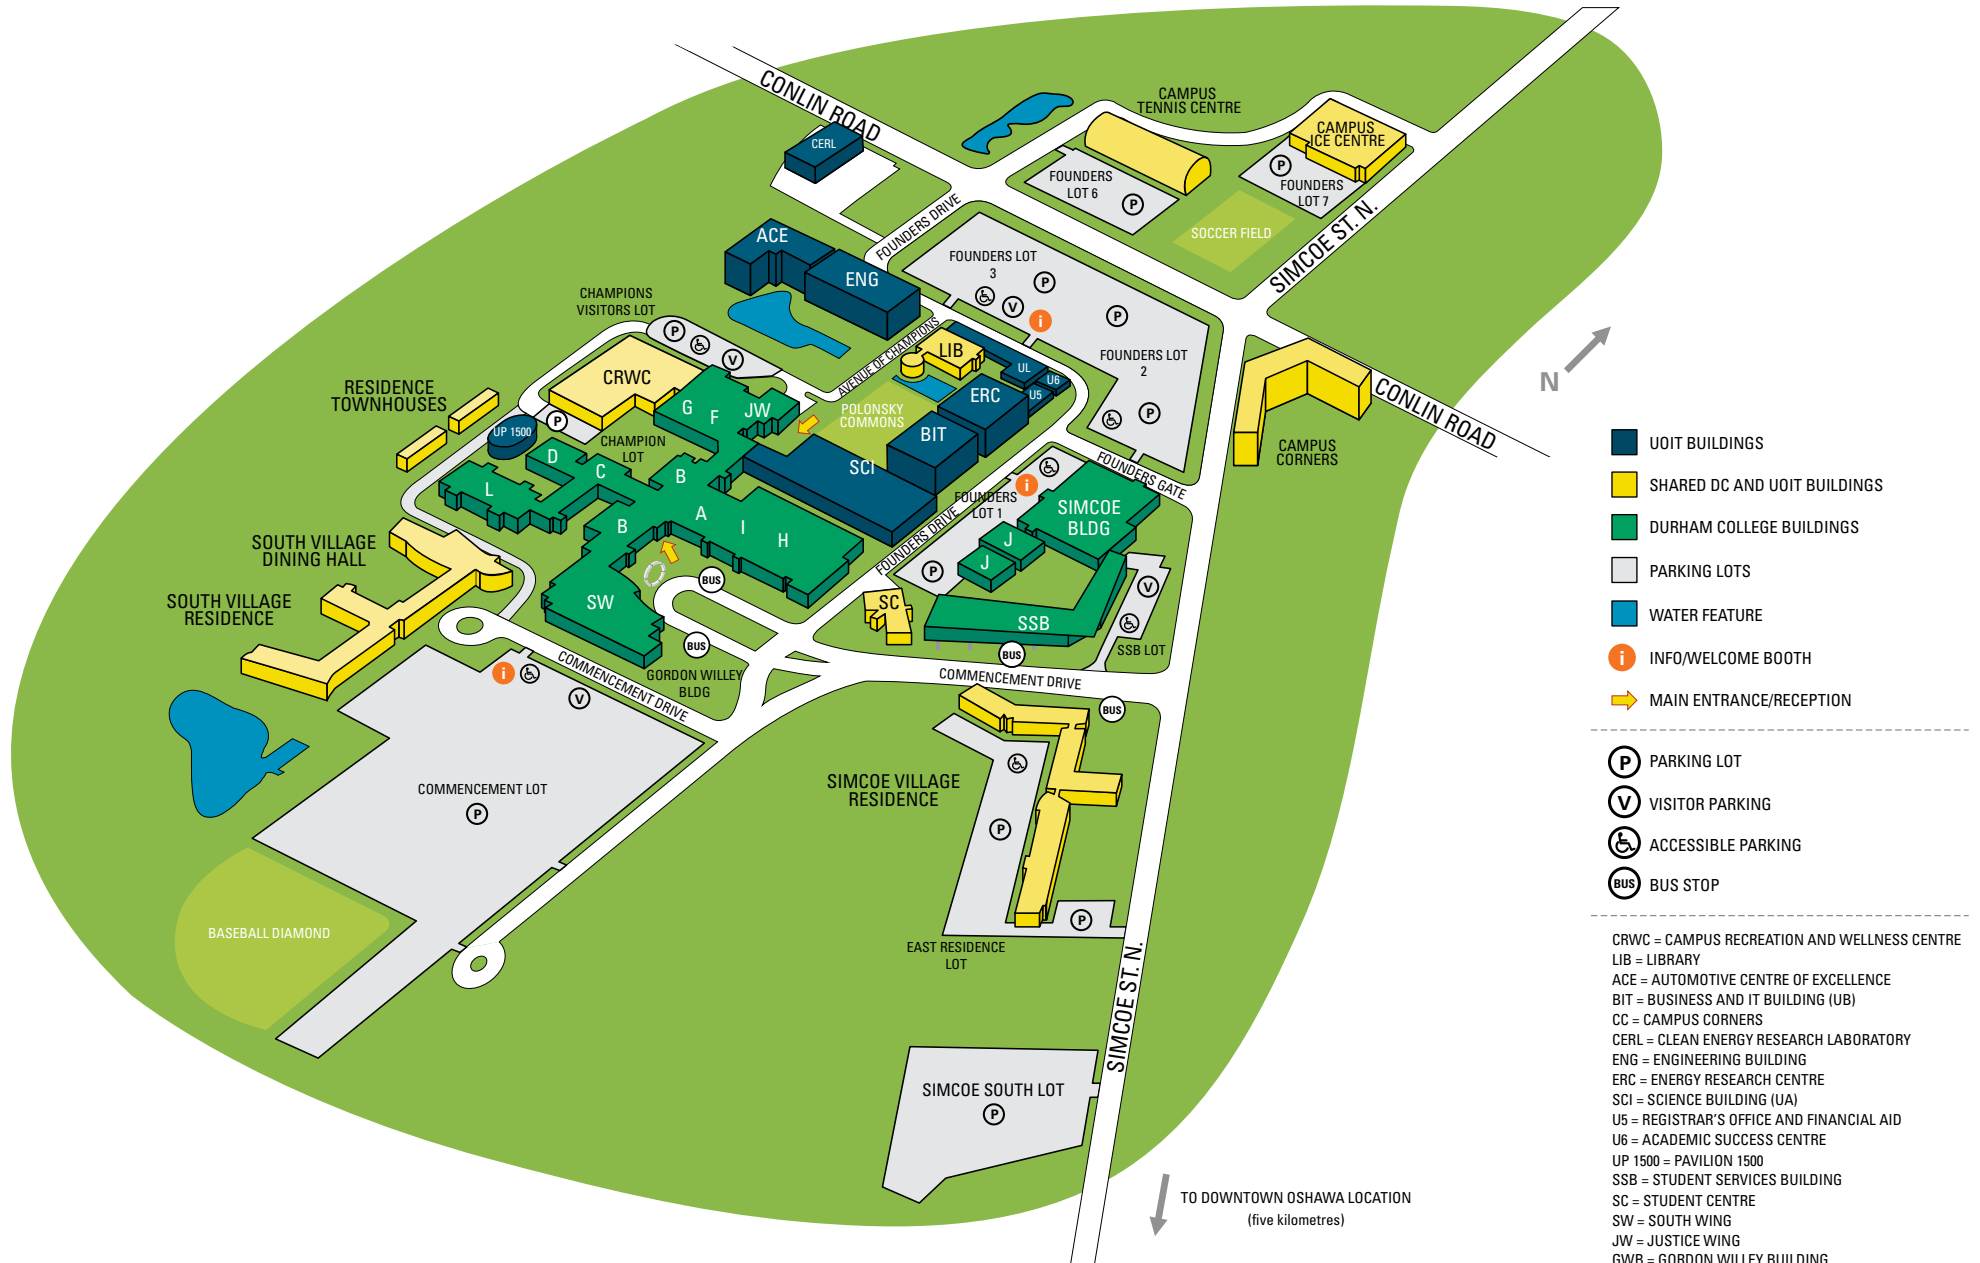 CONLIN ROAD
CERL
CAMPUS
TENNIS CENTRE
CAMPUS
ICE CENTRE
P
FOUNDERS
LOT 7
FOUNDERS
LOT 6
P
SOCCER FIELD
SIMCOE ST. N.
FOUNDERS DRIVE
ACE
ENG
FOUNDERS LOT
3
P
V
i
P
FOUNDERS LOT
2
P
CHAMPIONS
VISITORS LOT
P
V
AVENUE OF CHAMPIONS
LIB
UL
U6
U5
ERC
BIT
SCI
POLONSKY
COMMONS
CRWC
G
F
JW
RESIDENCE
TOWNHOUSES
UP 1500
P
CHAMPION
LOT
D
C
L
B
B
A
I
H
SW
CONLIN ROAD
CAMPUS
CORNERS
FOUNDERS GATE
i
FOUNDERS
LOT 1
SIMCOE
BLDG
J
J
P
FOUNDERS DRIVE
SC
SSB
V
SSB LOT
BUS
BUS
BUS
BUS
SOUTH VILLAGE
DINING HALL
SOUTH VILLAGE
RESIDENCE
GORDON WILLEY
BLDG
COMMENCEMENT DRIVE
COMMENCEMENT DRIVE
i
V
COMMENCEMENT LOT
P
BASEBALL DIAMOND
SIMCOE VILLAGE
RESIDENCE
P
P
EAST RESIDENCE
LOT
SIMCOE ST. N.
SIMCOE SOUTH LOT
P
TO DOWNTOWN OSHAWA LOCATION
(five kilometres)
N
UOIT BUILDINGS
SHARED DC AND UOIT BUILDINGS
DURHAM COLLEGE BUILDINGS
PARKING LOTS
WATER FEATURE
i INFO/WELCOME BOOTH
MAIN ENTRANCE/RECEPTION
P PARKING LOT
V VISITOR PARKING
ACCESSIBLE PARKING
BUS BUS STOP
CRWC = CAMPUS RECREATION AND WELLNESS CENTRE
LIB = LIBRARY
ACE = AUTOMOTIVE CENTRE OF EXCELLENCE
BIT = BUSINESS AND IT BUILDING (UB)
CC = CAMPUS CORNERS
CERL = CLEAN ENERGY RESEARCH LABORATORY
ENG = ENGINEERING BUILDING
ERC = ENERGY RESEARCH CENTRE
SCI = SCIENCE BUILDING (UA)
U5 = REGISTRAR'S OFFICE AND FINANCIAL AID
U6 = ACADEMIC SUCCESS CENTRE
UP 1500 = PAVILION 1500
SSB = STUDENT SERVICES BUILDING
SC = STUDENT CENTRE
SW = SOUTH WING
JW = JUSTICE WING
GWB = GORDON WILLEY BUILDING